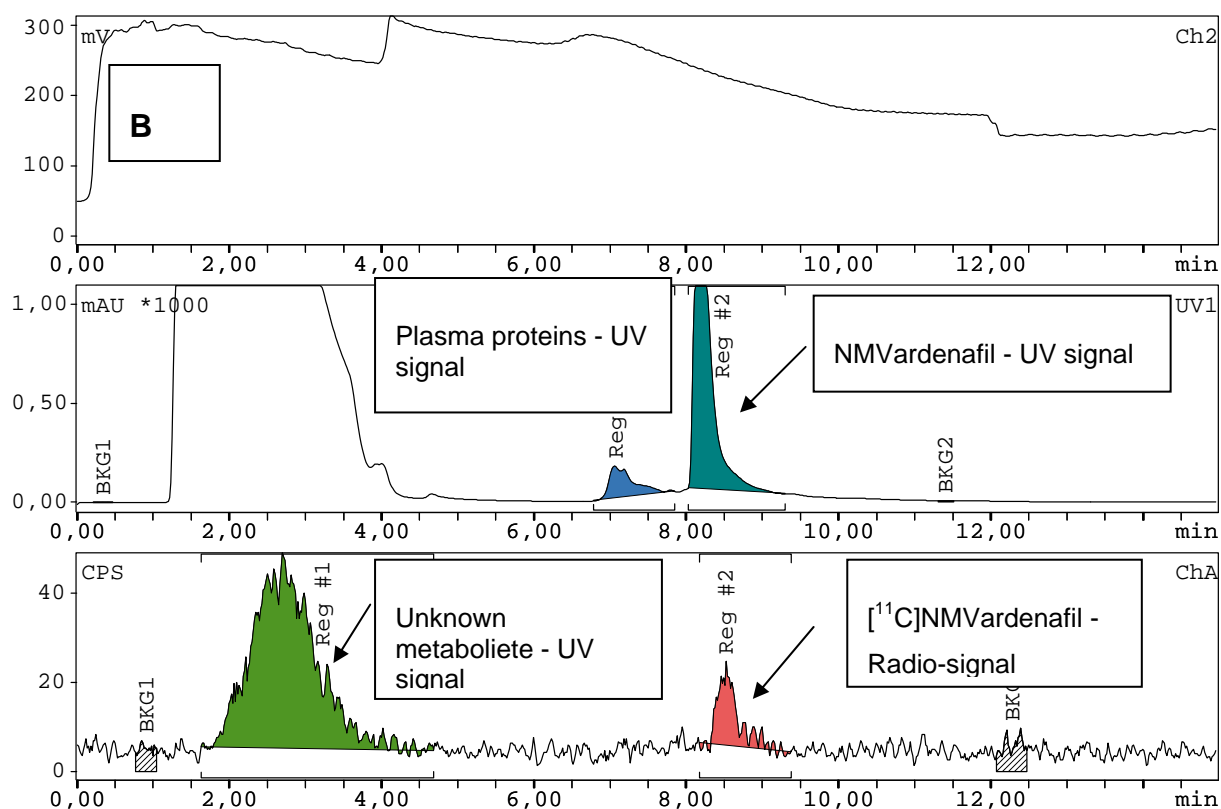 300
mV
Ch2
200
B
100
0
0,00 2,00 4,00 6,00 8,00 10,00 12,00 min
1,00
mAU *1000
UV1
Plasma proteins - UV
signal
Reg #2
NMVardenafil - UV signal
0,50
BKG1
Reg
BKG2
0,00
0,00 2,00 4,00 6,00 8,00 10,00 12,00 min
CPS
ChA
40
Reg #1
Unknown
metaboliete - UV
signal
Reg #2
[¹¹C]NMVardenafil -
Radio-signal
20
BKG1
0
0,00 2,00 4,00 6,00 8,00 10,00 12,00 min